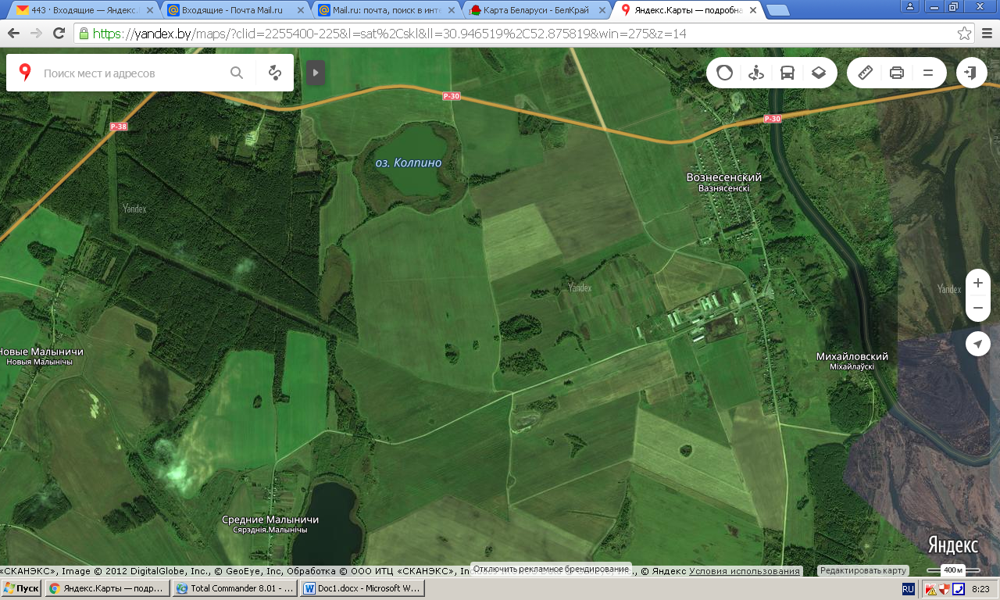 443 · Входящие — Яндекс.
Входящие - Почта Mail.ru
Mail.ru: почта, поиск в инте
Карта Беларуси - БелКрай
Яндекс.Карты — подробна
https://yandex.by/maps/?clid=2255400-225&l=sat%2Cskl&ll=30.946519%2C52.875818&win=275&z=14
Поиск мест и адресов
Р-30
Р-38
Р-30
оз. Колпино
Вознесенский
Вазнясенскі
Yandex
Yandex
Yandex
Новые Малыничи
Новыя Малынічы
Михайловский
Міхайлаўскі
Средние Малыничи
Сярэднія Малынічы
Яндекс
«СКАНЭКС», Image © 2012 DigitalGlobe, Inc., © GeoEye, Inc. Обработка © ООО ИТЦ «СКАНЭКС», In
Отключить рекламное брендирование
, © Яндекс Условия использования
Редактировать карту
400 м
Пуск
Яндекс.Карты — подр...
Total Commander 8.01 - ...
Doc1.docx - Microsoft W...
RU
8:23